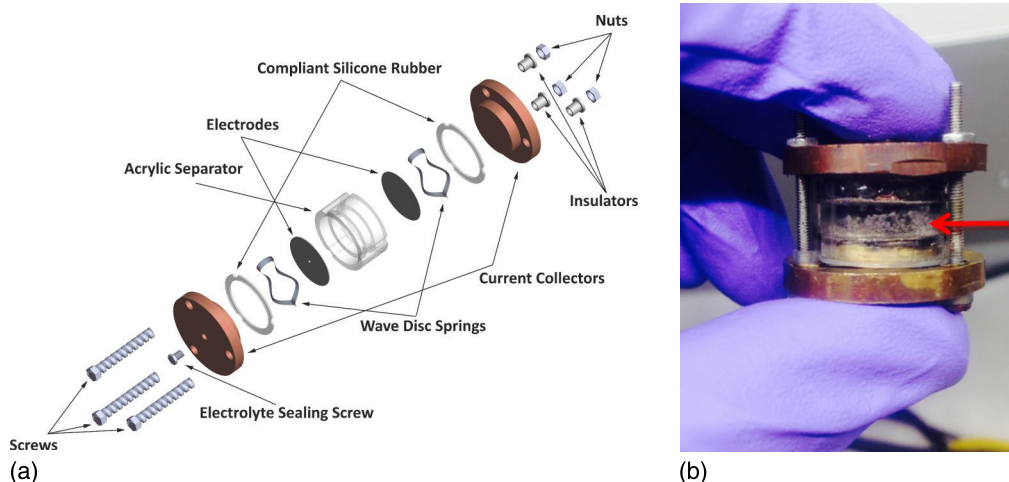 Nuts
Compliant Silicone Rubber
Electrodes
Acrylic Separator
Insulators
Current Collectors
Wave Disc Springs
Electrolyte Sealing Screw
Screws
(a)
(b)